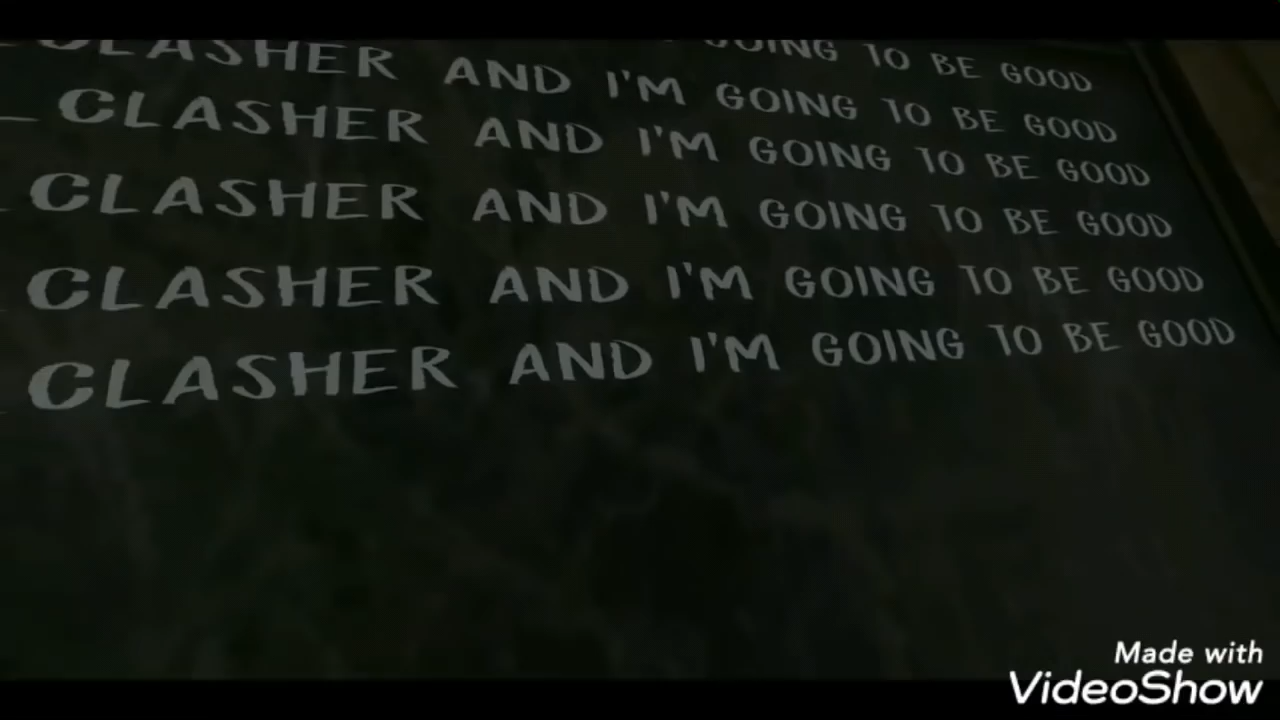 CLASHER AND I'M GOING TO BE GOOD
_ CLASHER AND I'M GOING TO BE GOOD
CLASHER AND I'M GOING TO BE GOOD
CLASHER AND I'M GOING TO BE GOOD
CLASHER AND I'M GOING TO BE GOOD
Made with
VideoShow